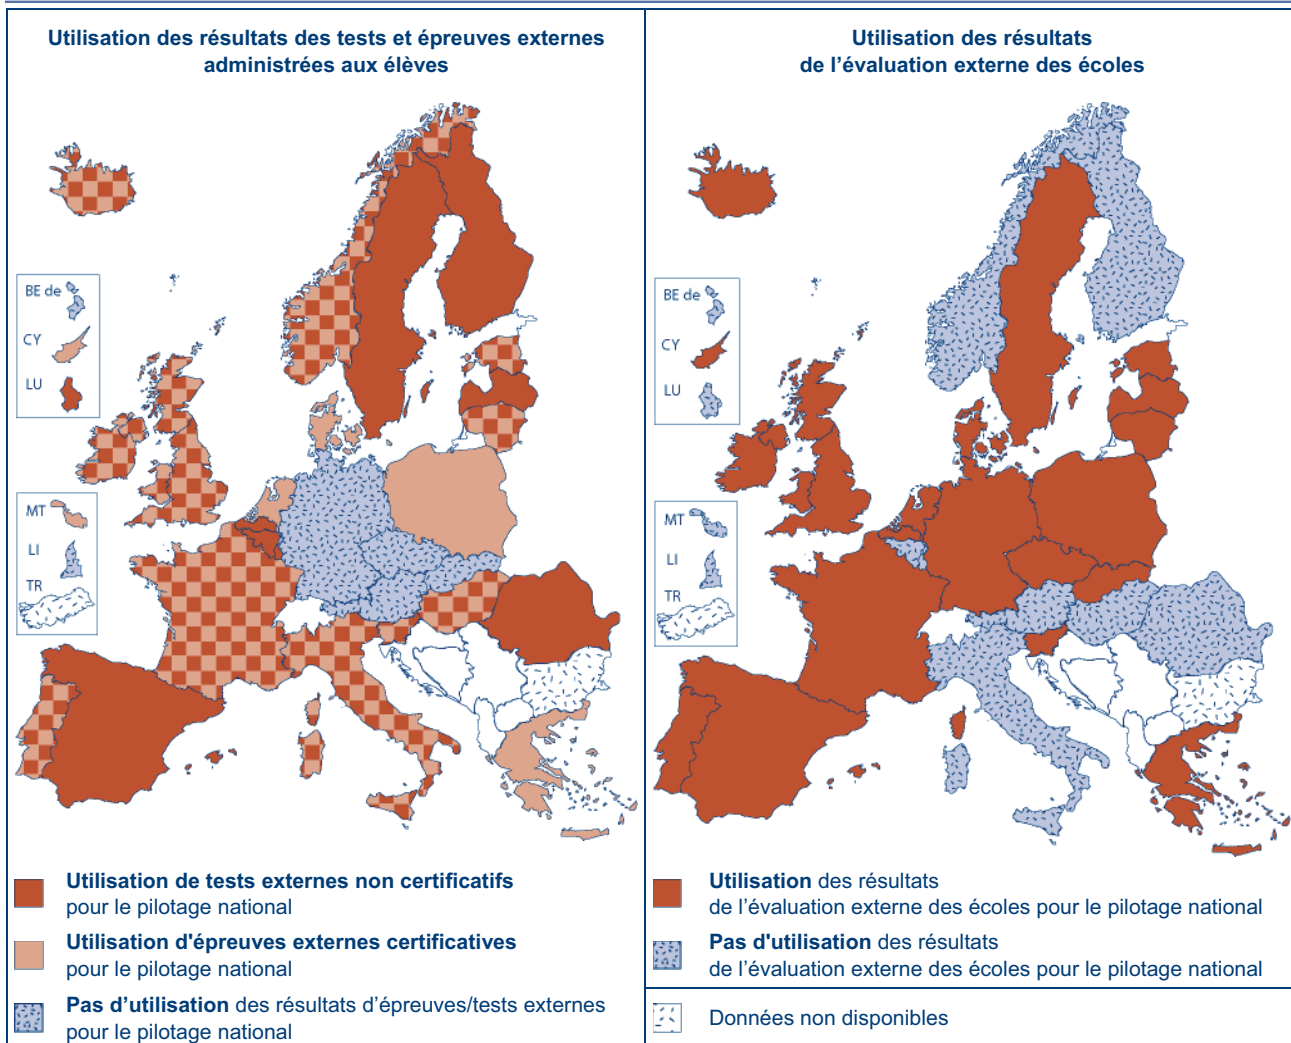 Utilisation des résultats des tests et épreuves externes
administrées aux élèves
BE de
CY
LU
MT
LI
TR
Utilisation de tests externes non certificatifs
pour le pilotage national
Utilisation d'épreuves externes certificatives
pour le pilotage national
Pas d’utilisation des résultats d’épreuves/tests externes
pour le pilotage national
Utilisation des résultats
de l’évaluation externe des écoles
BE de
CY
LU
MT
LI
TR
Utilisation des résultats
de l’évaluation externe des écoles pour le pilotage national
Pas d'utilisation des résultats
de l’évaluation externe des écoles pour le pilotage national
Données non disponibles